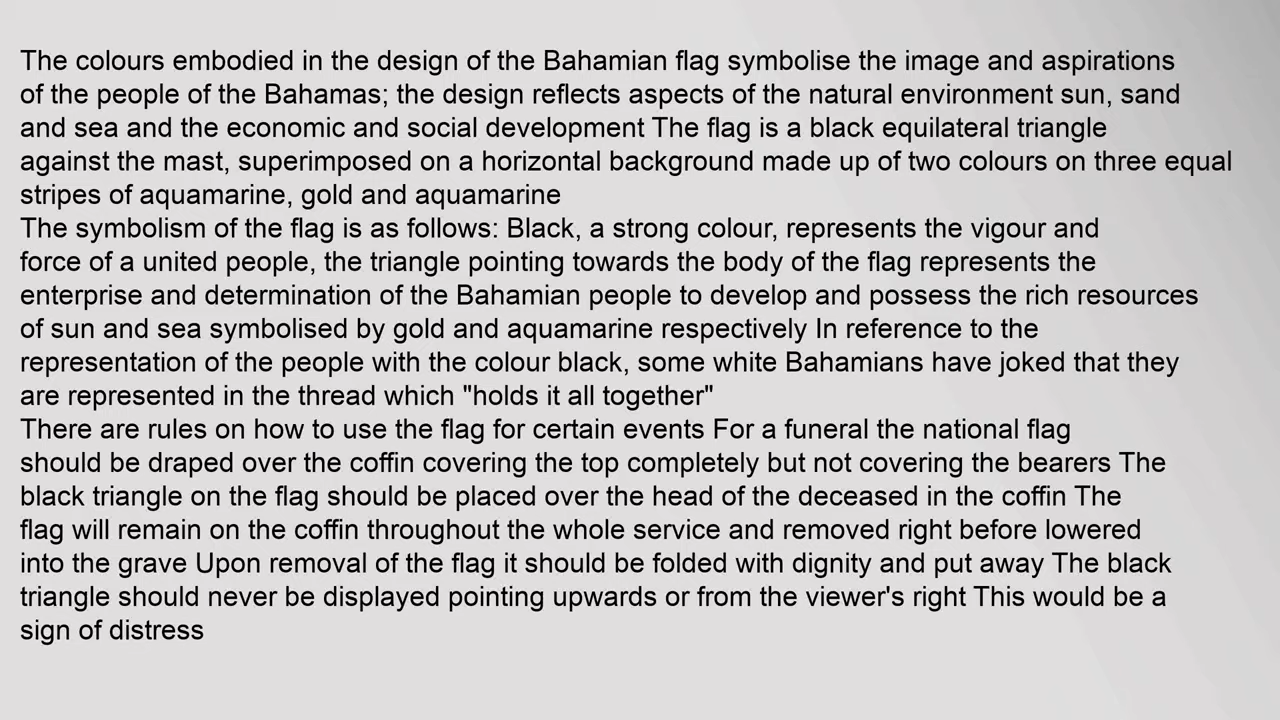 The colours embodied in the design of the Bahamian flag symbolise the image and aspirations
of the people of the Bahamas; the design reflects aspects of the natural environment sun, sand
and sea and the economic and social development The flag is a black equilateral triangle
against the mast, superimposed on a horizontal background made up of two colours on three equal
stripes of aquamarine, gold and aquamarine
The symbolism of the flag is as follows: Black, a strong colour, represents the vigour and
force of a united people, the triangle pointing towards the body of the flag represents the
enterprise and determination of the Bahamian people to develop and possess the rich resources
of sun and sea symbolised by gold and aquamarine respectively In reference to the
representation of the people with the colour black, some white Bahamians have joked that they
are represented in the thread which "holds it all together"
There are rules on how to use the flag for certain events For a funeral the national flag
should be draped over the coffin covering the top completely but not covering the bearers The
black triangle on the flag should be placed over the head of the deceased in the coffin The
flag will remain on the coffin throughout the whole service and removed right before lowered
into the grave Upon removal of the flag it should be folded with dignity and put away The black
triangle should never be displayed pointing upwards or from the viewer's right This would be a
sign of distress